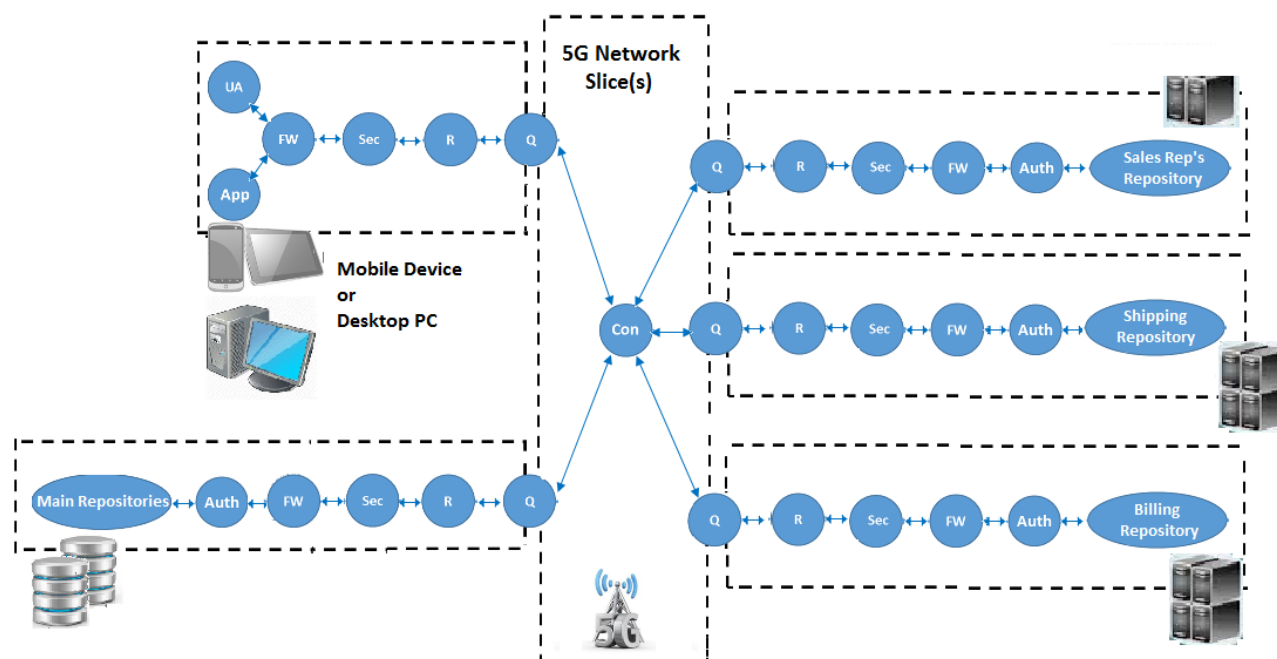 5G Network
Slice(s)
UA
FW
Sec
R
Q
App
Mobile Device
or
Desktop PC
Q
R
Sec
FW
Auth
Sales Rep's
Repository
Con
Q
R
Sec
FW
Auth
Shipping
Repository
Main Repositories
Auth
FW
Sec
R
Q
Q
R
Sec
FW
Auth
Billing
Repository
5G